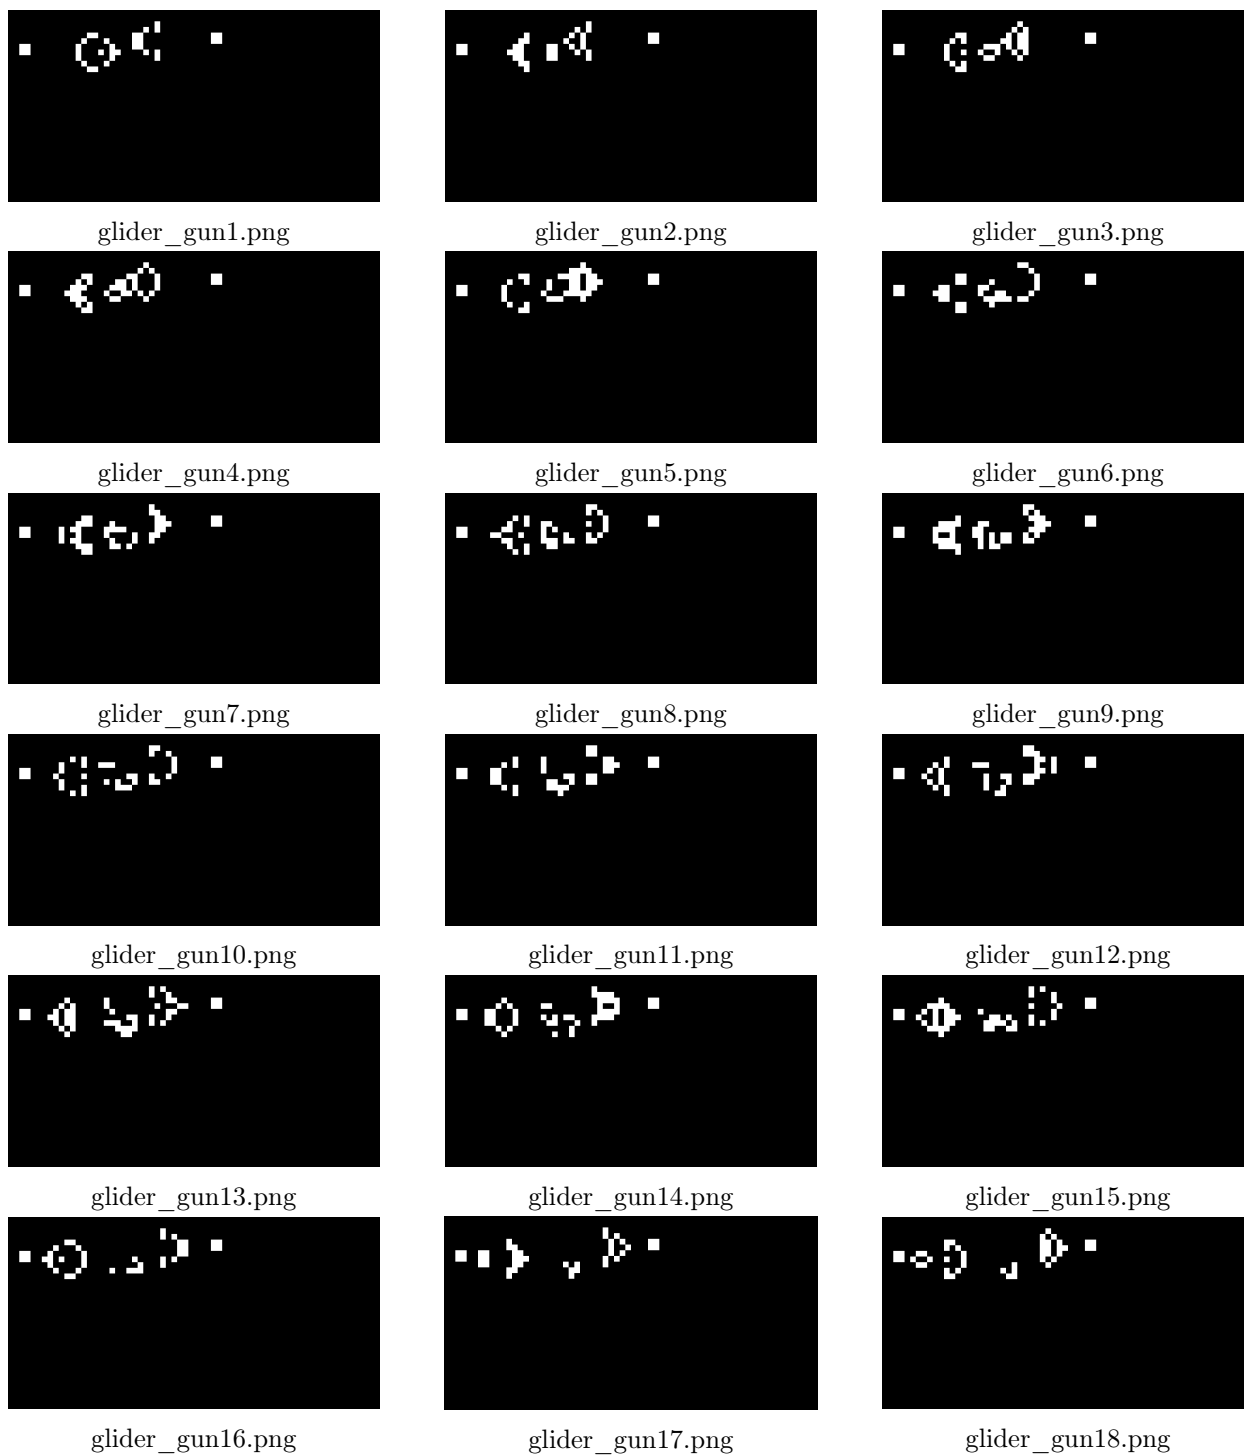 glider_gun1.png glider_gun2.png glider_gun3.png
glider_gun4.png glider_gun5.png glider_gun6.png
glider_gun7.png glider_gun8.png glider_gun9.png
glider_gun10.png glider_gun11.png glider_gun12.png
glider_gun13.png glider_gun14.png glider_gun15.png
glider_gun16.png glider_gun17.png glider_gun18.png